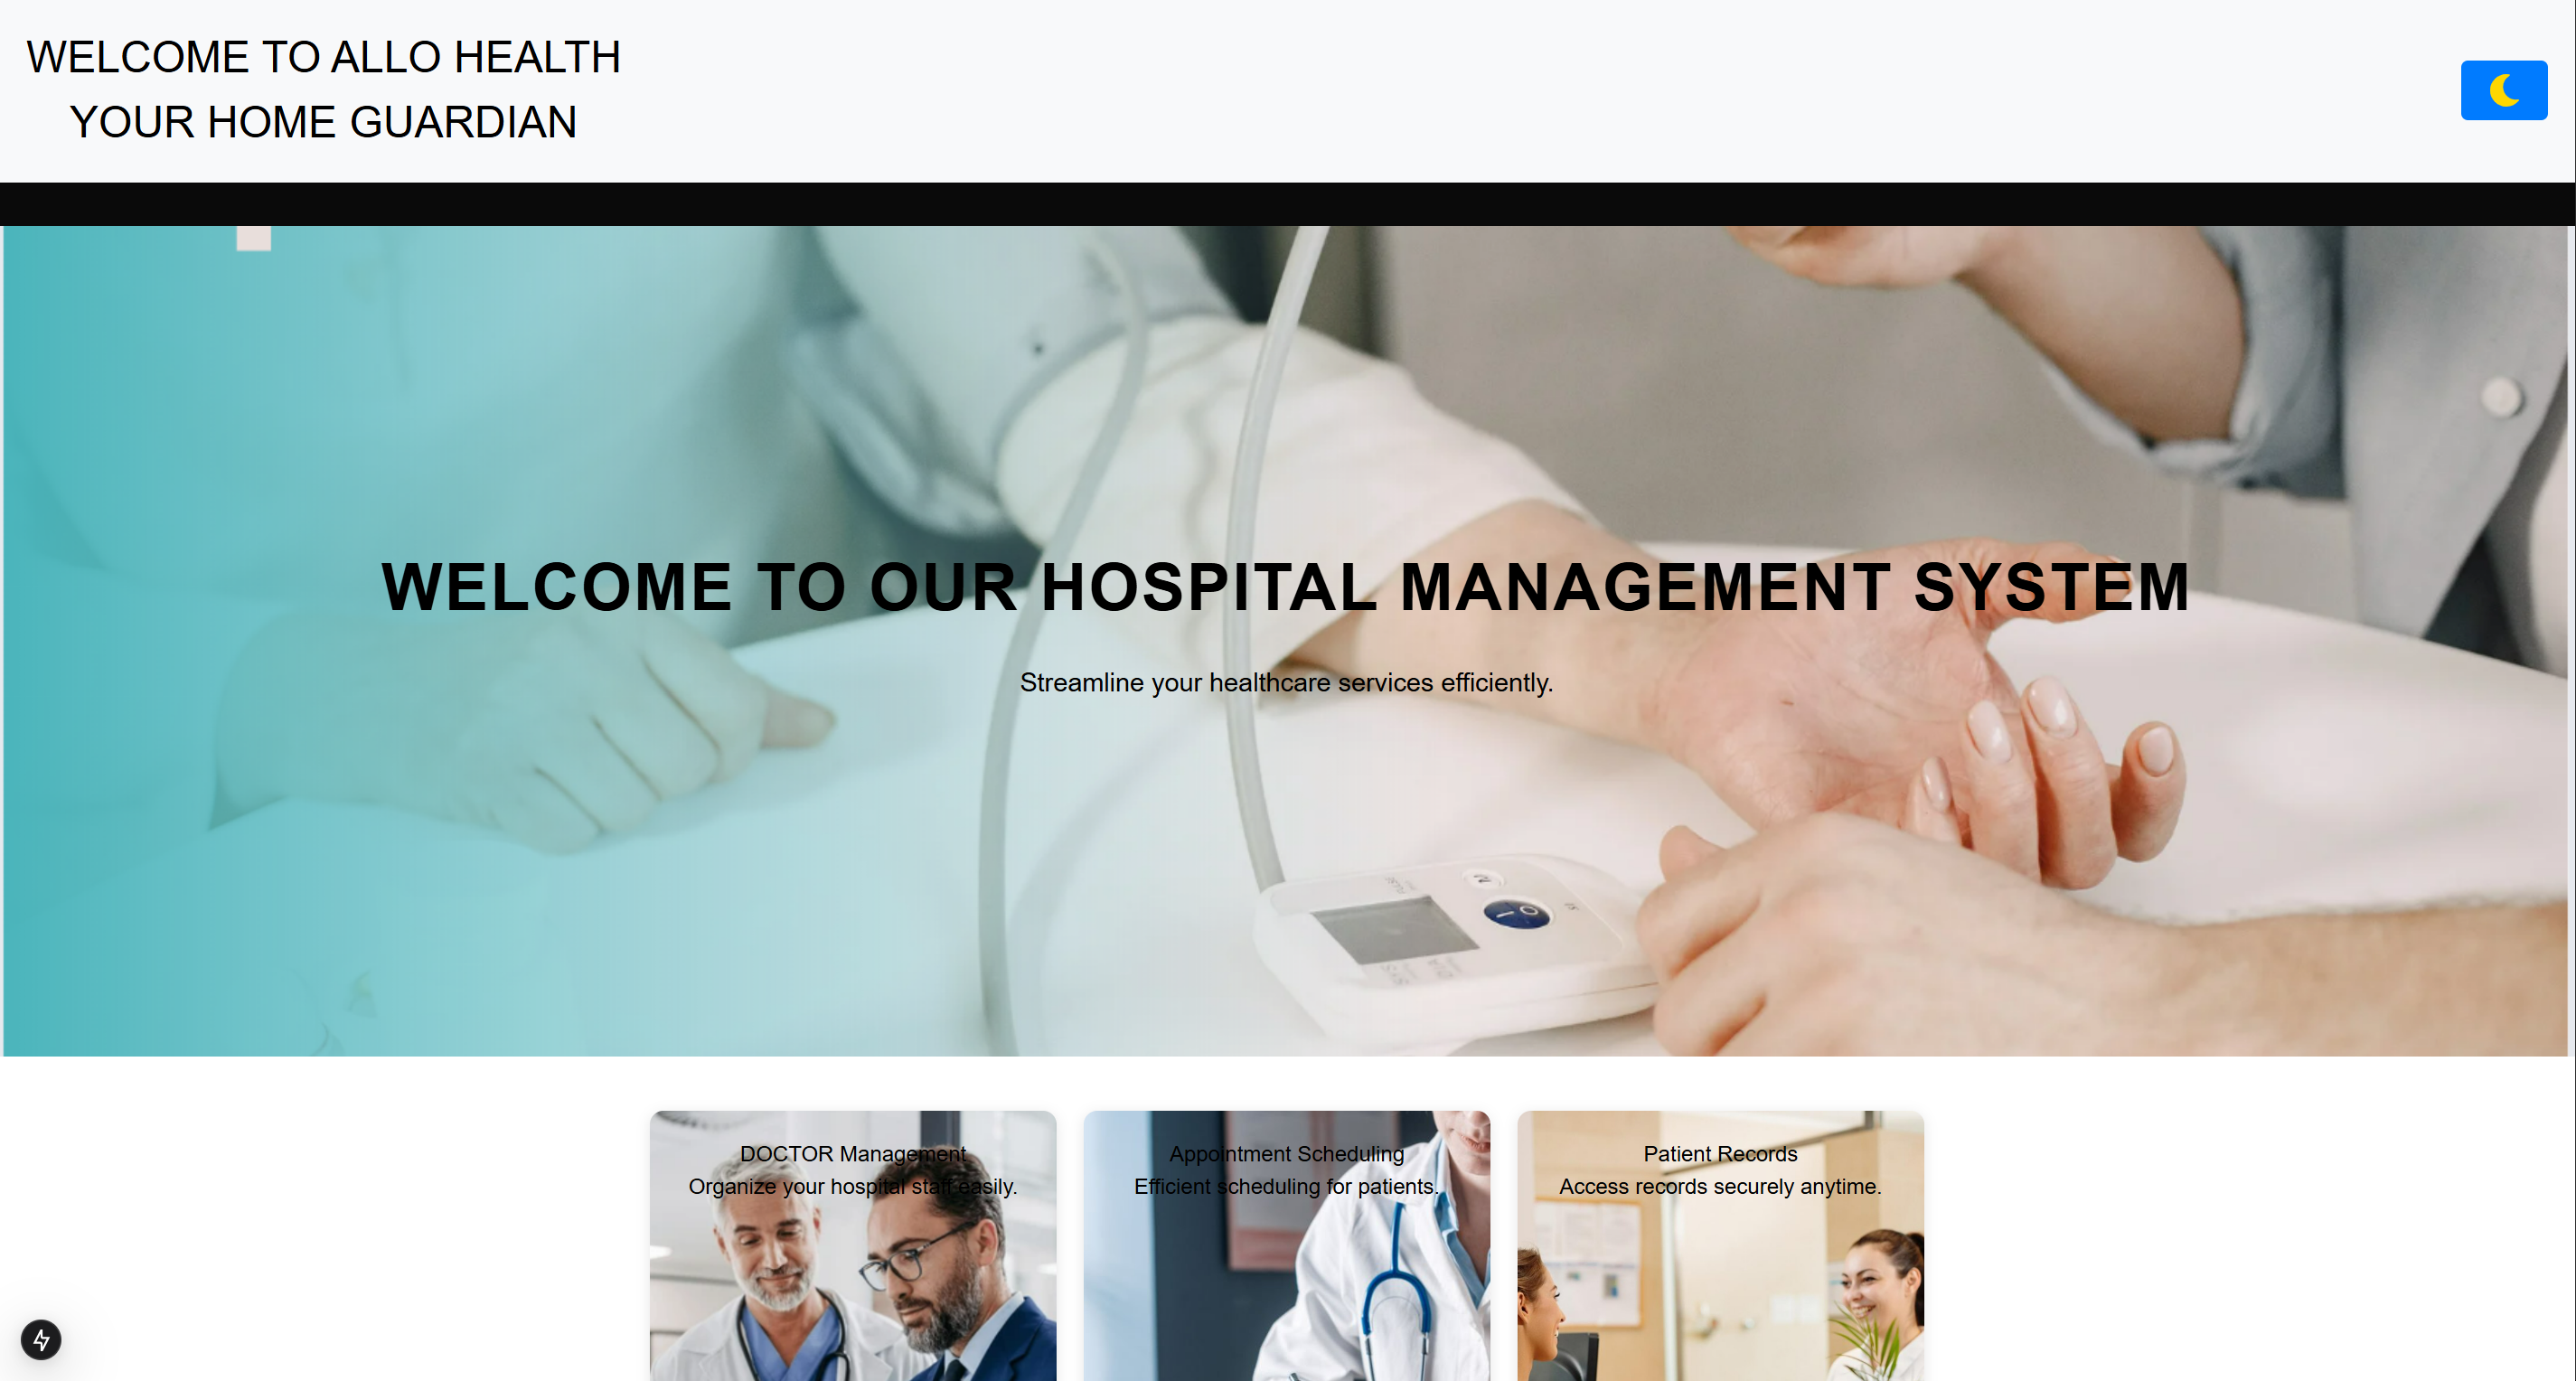 WELCOME TO ALLO HEALTH
YOUR HOME GUARDIAN
WELCOME TO OUR HOSPITAL MANAGEMENT SYSTEM
Streamline your healthcare services efficiently.
DOCTOR Management
Organize your hospital staff easily.
Appointment Scheduling
Efficient scheduling for patients.
Patient Records
Access records securely anytime.